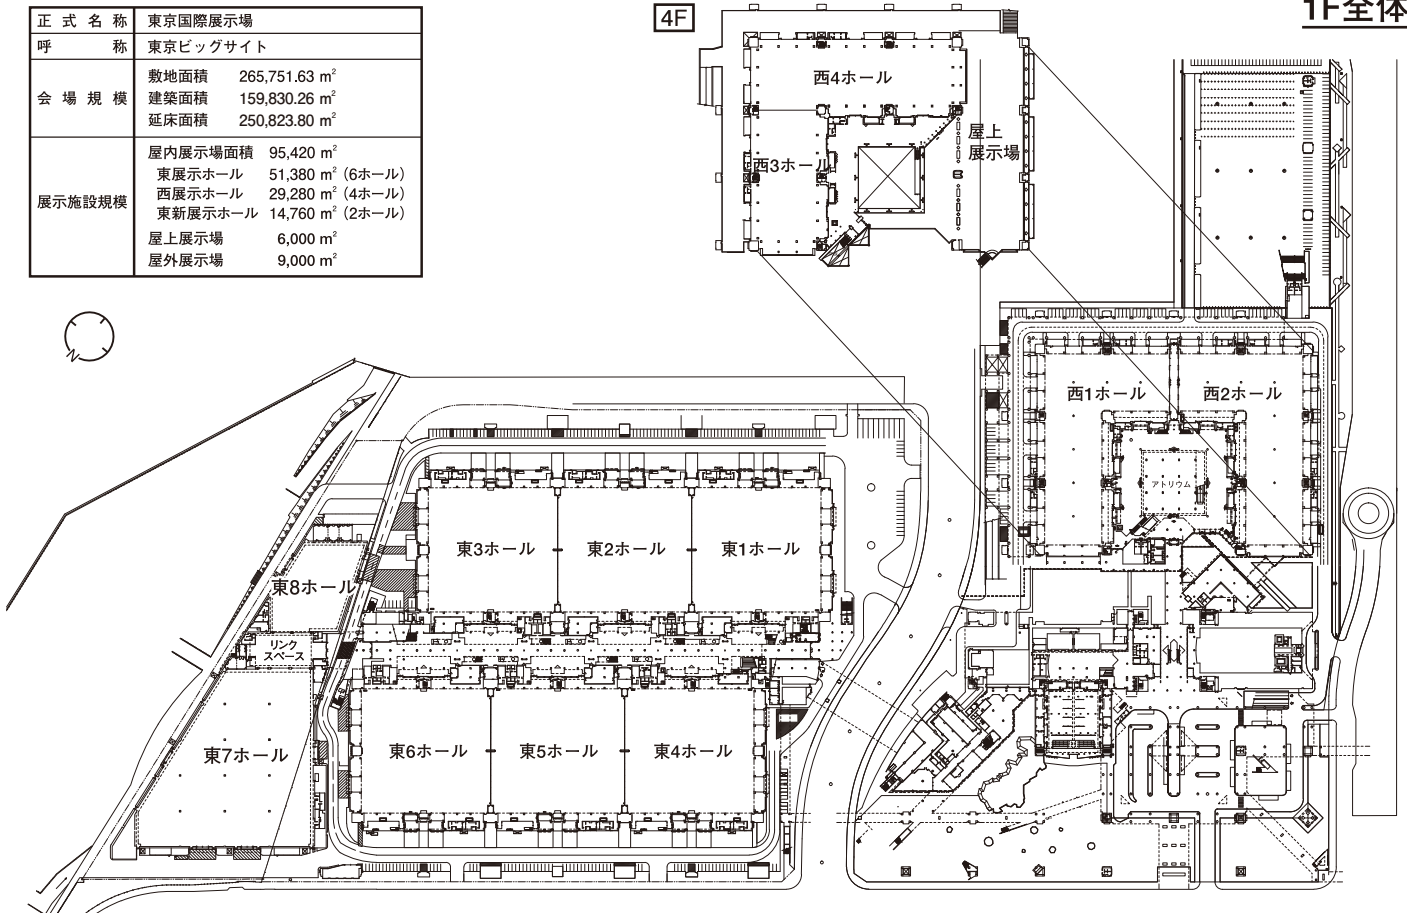 正式名称 東京国際展示場
呼称 東京ビッグサイト
会場規模
敷地面積 265,751.63 m²
建築面積 159,830.26 m²
延床面積 250,823.80 m²
展示施設規模
屋内展示場面積 95,420 m²
東展示ホール 51,380 m²（6ホール）
西展示ホール 29,280 m²（4ホール）
東新展示ホール 14,760 m²（2ホール）
屋上展示場 6,000 m²
屋外展示場 9,000 m²
N
4F
1F全体
西4ホール
屋上
展示場
西3ホール
西1ホール
西2ホール
アトリウム
東3ホール
東2ホール
東1ホール
東8ホール
リンク
スペース
東7ホール
東6ホール
東5ホール
東4ホール